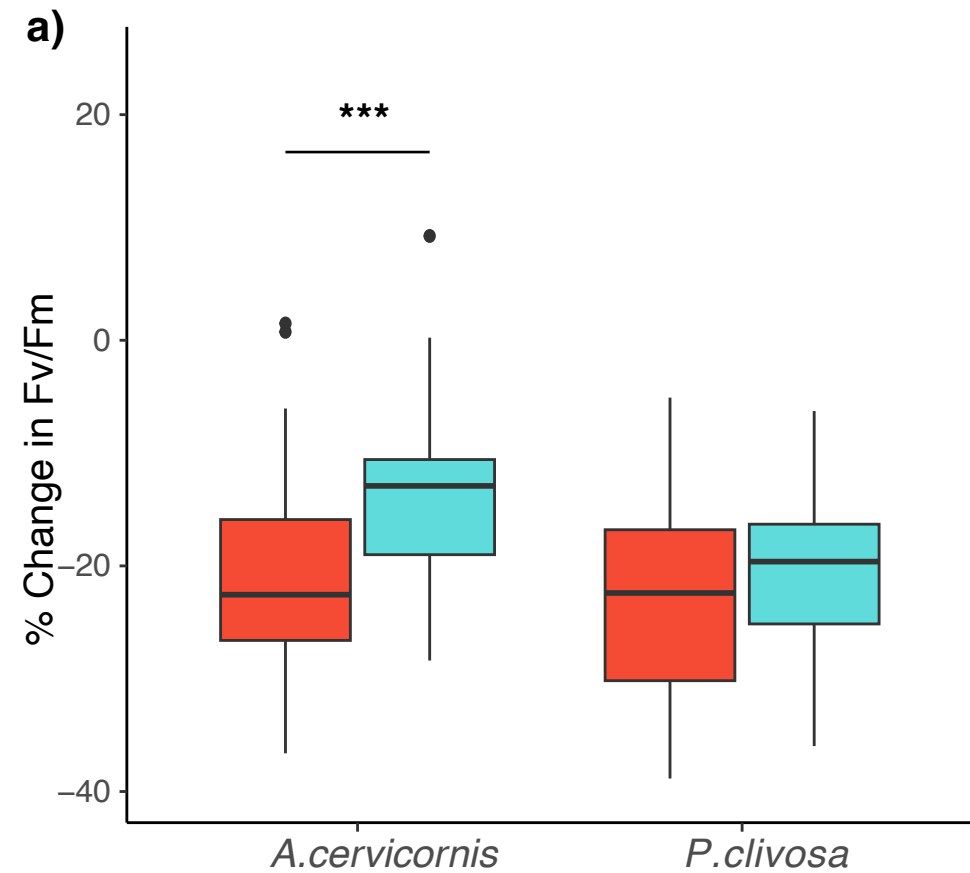 a)
***
% Change in Fv/Fm
20
0
−20
−40
A.cervicornis
P.clivosa